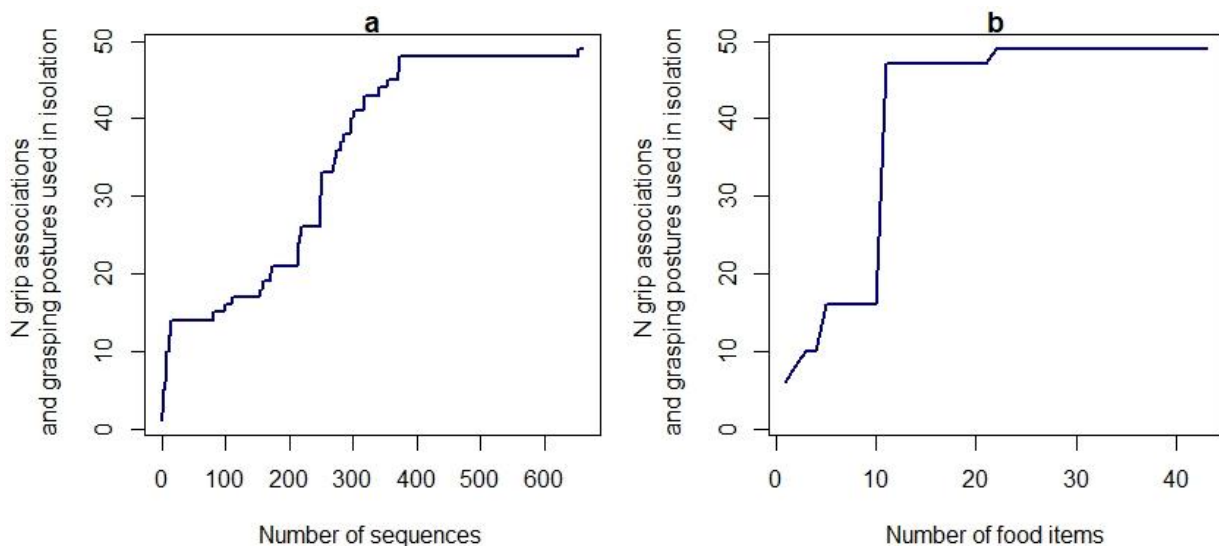 a
N grip associations
and grasping postures used in isolation
50
40
30
20
10
0
0 100 200 300 400 500 600
Number of sequences
b
N grip associations
and grasping postures used in isolation
50
40
30
20
10
0
0 10 20 30 40
Number of food items